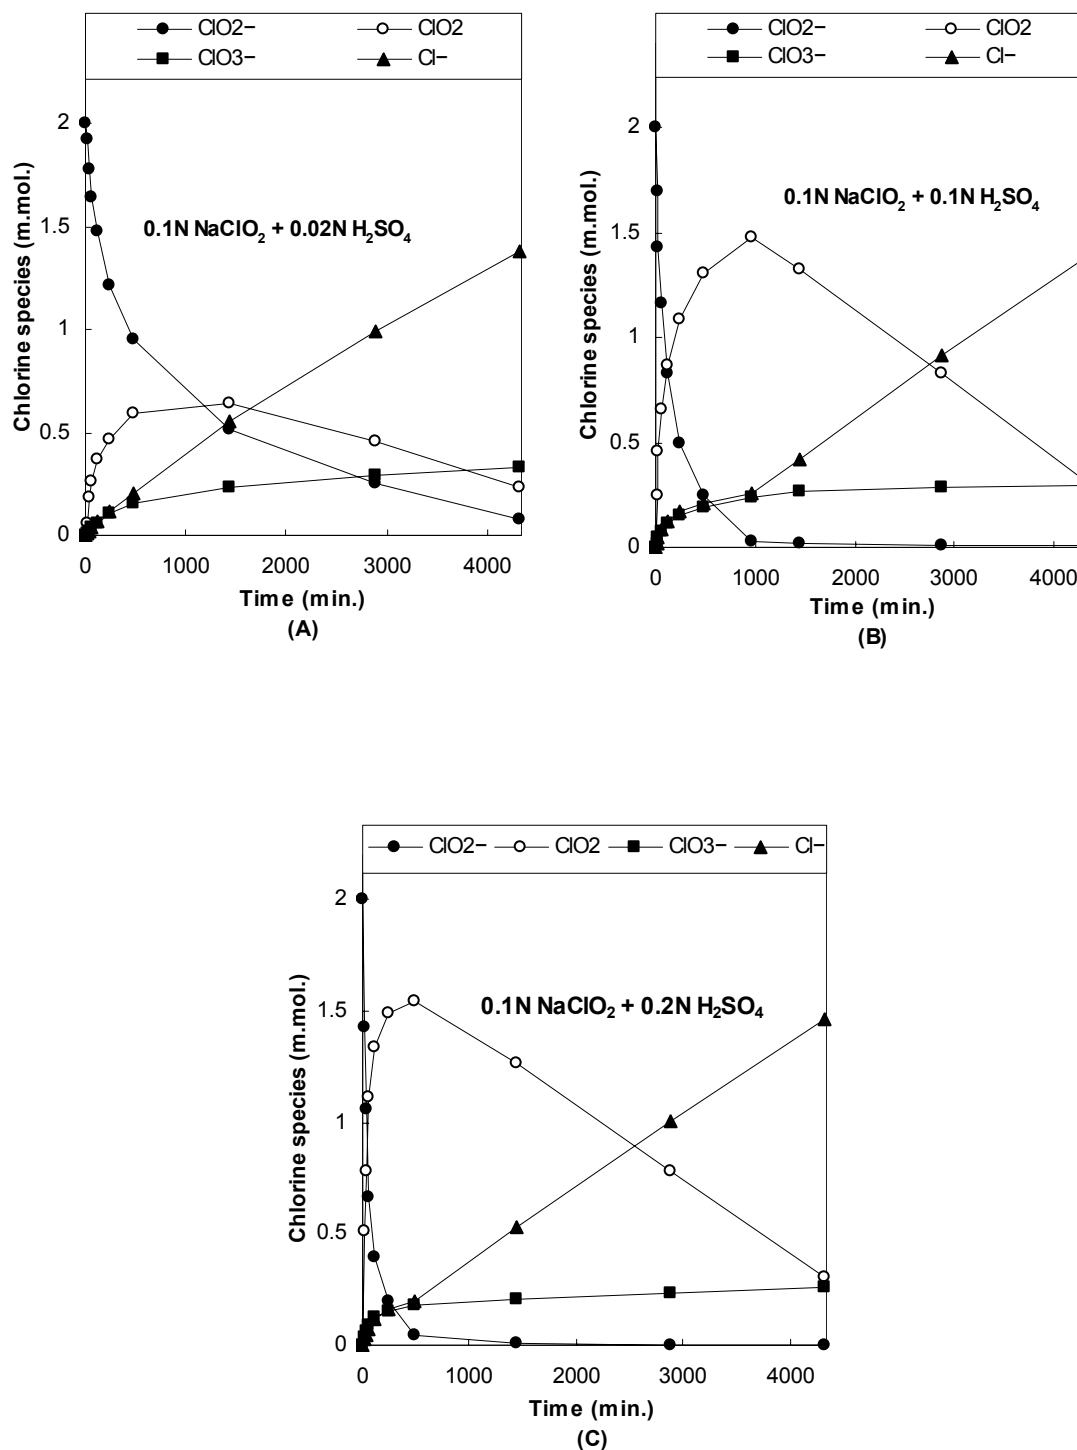 ClO2− ClO2
ClO3− Cl−
2
1.5
1
0.5
0
Chlorine species (m.mol.)
0.1N NaClO₂ + 0.02N H₂SO₄
0 1000 2000 3000 4000
Time (min.)
(A)
ClO2− ClO2
ClO3− Cl−
2
1.5
1
0.5
0
Chlorine species (m.mol.)
0.1N NaClO₂ + 0.1N H₂SO₄
0 1000 2000 3000 4000
Time (min.)
(B)
ClO2− ClO2 ClO3− Cl−
2
1.5
1
0.5
0
Chlorine species (m.mol.)
0.1N NaClO₂ + 0.2N H₂SO₄
0 1000 2000 3000 4000
Time (min.)
(C)